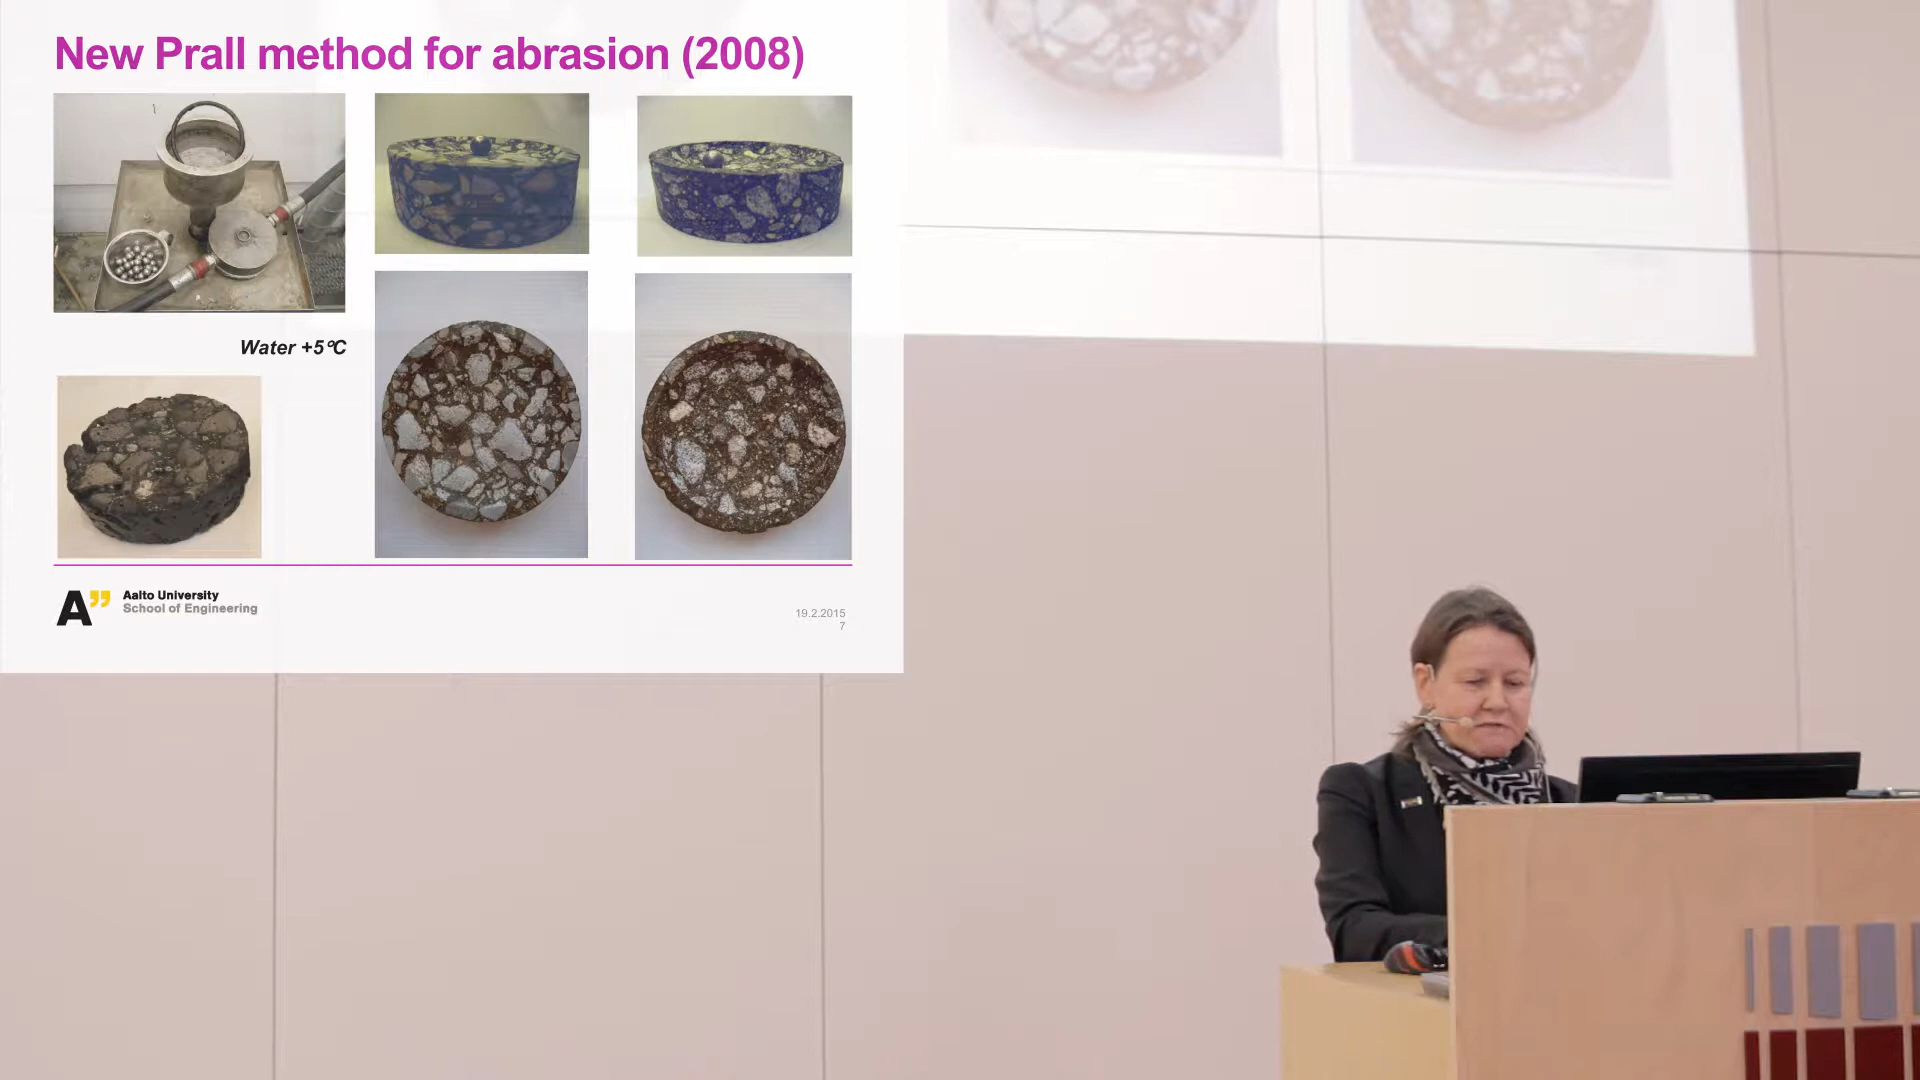 New Prall method for abrasion (2008)
Water +5°C
Aalto University
School of Engineering
19.2.2015
7